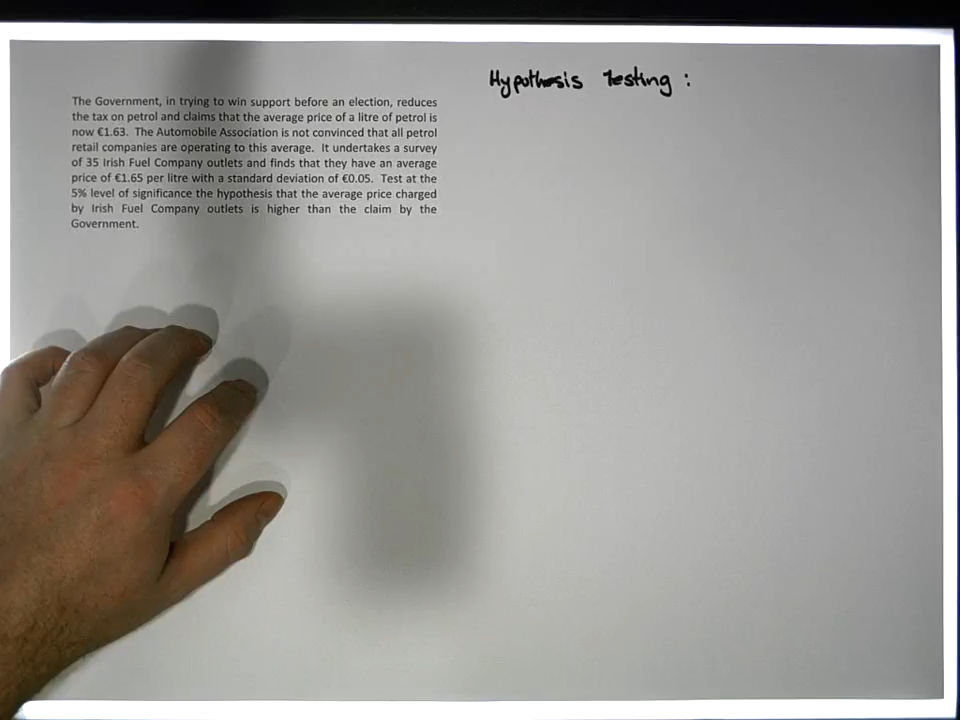 Hypothesis Testing :
The Government, in trying to win support before an election, reduces
the tax on petrol and claims that the average price of a litre of petrol is
now €1.63. The Automobile Association is not convinced that all petrol
retail companies are operating to this average. It undertakes a survey
of 35 Irish Fuel Company outlets and finds that they have an average
price of €1.65 per litre with a standard deviation of €0.05. Test at the
5% level of significance the hypothesis that the average price charged
by Irish Fuel Company outlets is higher than the claim by the
Government.